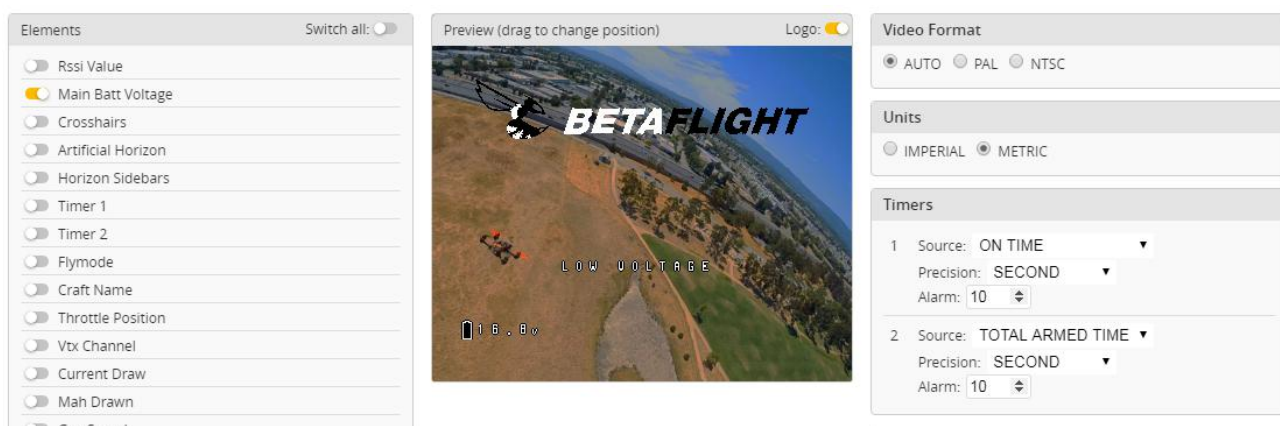 Elements
Switch all:
Rssi Value
Main Batt Voltage
Crosshairs
Artificial Horizon
Horizon Sidebars
Timer 1
Timer 2
Flymode
Craft Name
Throttle Position
Vtx Channel
Current Draw
Mah Drawn
Preview (drag to change position)
Logo:
BETAFLIGHT
LOW VOLTAGE
16.8v
Video Format
AUTO PAL NTSC
Units
IMPERIAL METRIC
Timers
1 Source: ON TIME
Precision: SECOND
Alarm: 10
2 Source: TOTAL ARMED TIME
Precision: SECOND
Alarm: 10